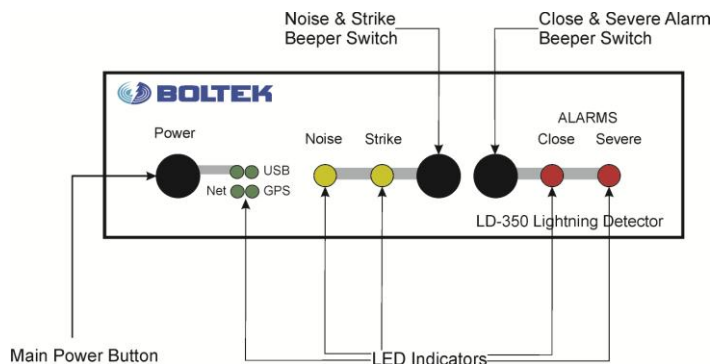 Noise & Strike
Beeper Switch
Close & Severe Alarm
Beeper Switch
BOLTEK
Power
USB
Net
GPS
Noise
Strike
ALARMS
Close
Severe
LD-350 Lightning Detector
Main Power Button
LED Indicators